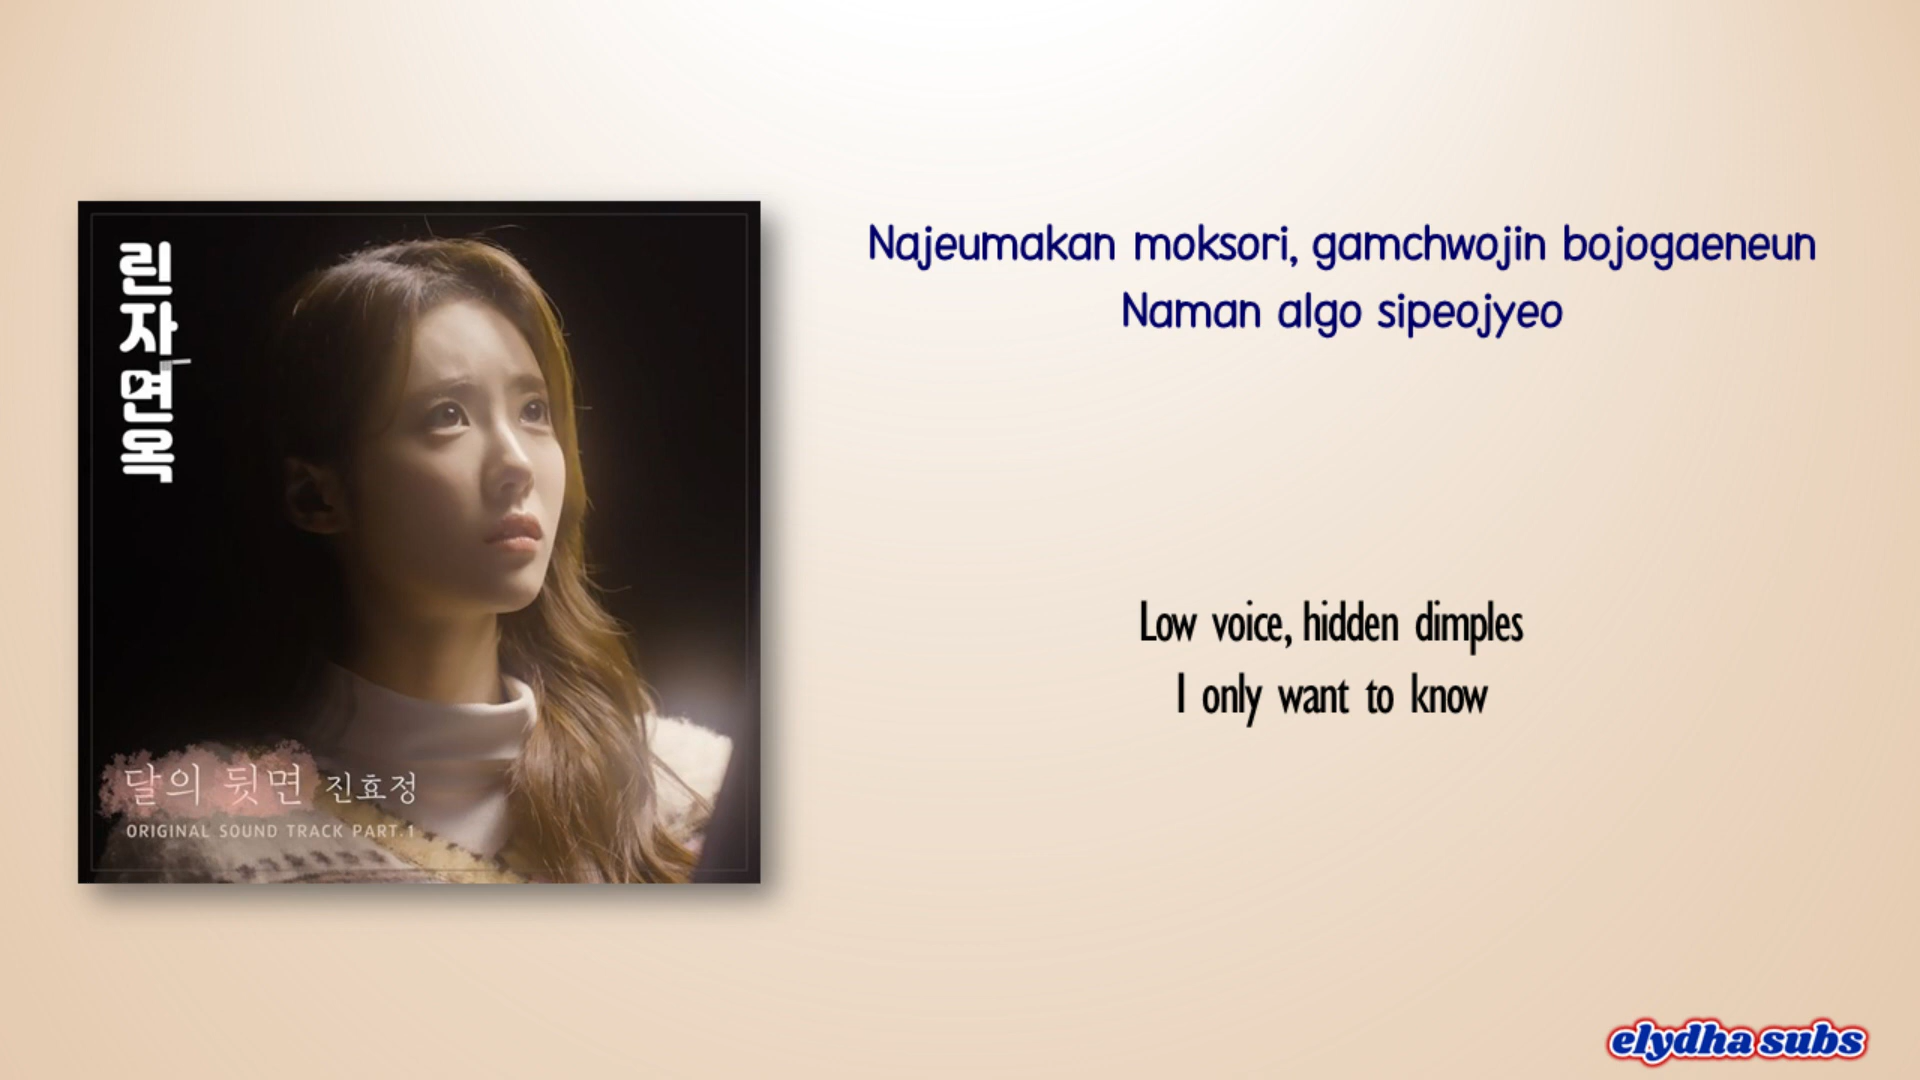 린자면옥
달의 뒷면 진효정
ORIGINAL SOUND TRACK PART.1
Najeumakan moksori, gamchwojin bojogaeneun
Naman algo sipeojyeo
Low voice, hidden dimples
I only want to know
elydha subs